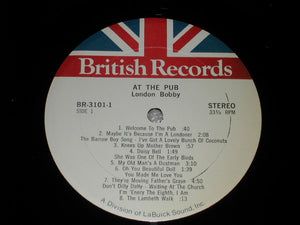 British Records
AT THE PUB
London Bobby
BR-3101-1
SIDE 1
STEREO
33⅓ RPM
1. Welcome To The Pub :40
2. Maybe It's Because I'm A Londoner 2:08
The Narrow Boy Song - I've Got A Lovely Bunch Of Coconuts
3. Knees Up Mother Brown :57
4. Daisy Bell 1:49
She Was One Of The Early Birds
5. My Old Man's A Dustman 3:10
6. Oh You Beautiful Doll 1:49
You Made Me Love You
7. They're Moving Father's Grave 4:50
Don't Dilly Dally - Waiting At The Church
I'm 'Enry The Eighth, I Am
8. The Lambeth Walk 1:18
A Division of LaBuick Sound, Inc.